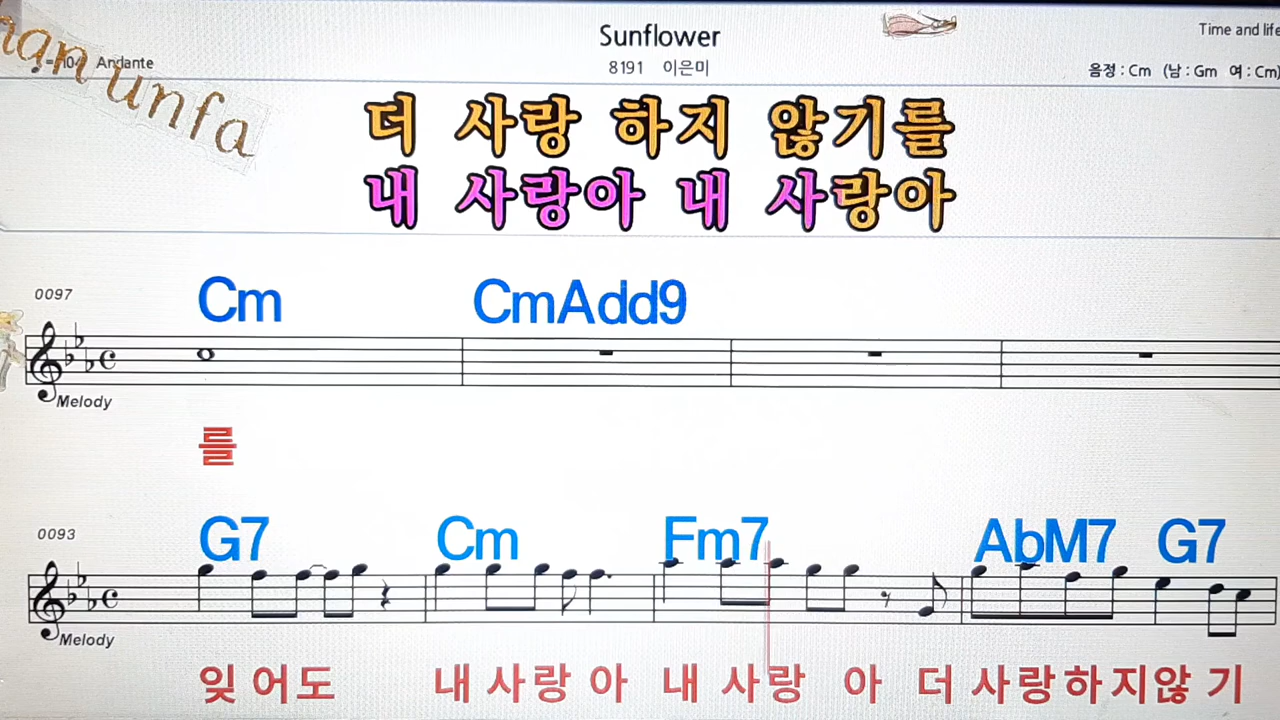 Sunflower
Time and life
♩=104 Andante
8191 이은미
음정 : Cm (남 : Gm 여 : Cm)
unfa
더 사랑 하지 않기를
내 사랑아 내 사랑아
Cm CmAdd9
0097
Melody
를
G7 Cm Fm7 AbM7 G7
0093
Melody
잊 어 도 내 사 랑 아 내 사 랑 아 더 사 랑 하 지 않 기